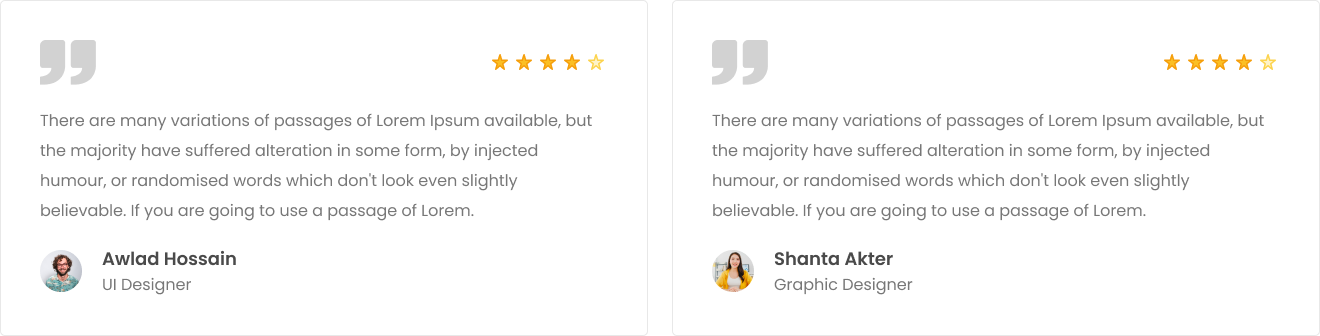 There are many variations of passages of Lorem Ipsum available, but
the majority have suffered alteration in some form, by injected
humour, or randomised words which don't look even slightly
believable. If you are going to use a passage of Lorem.
Awlad Hossain
UI Designer
There are many variations of passages of Lorem Ipsum available, but
the majority have suffered alteration in some form, by injected
humour, or randomised words which don't look even slightly
believable. If you are going to use a passage of Lorem.
Shanta Akter
Graphic Designer